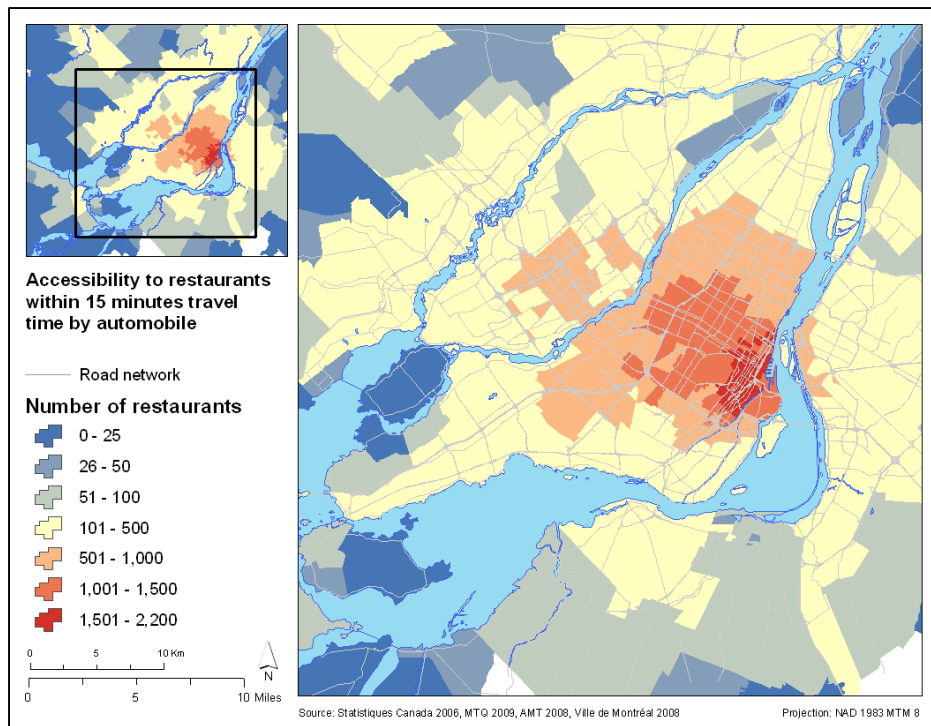 Accessibility to restaurants
within 15 minutes travel
time by automobile
Road network
Number of restaurants
0 - 25
26 - 50
51 - 100
101 - 500
501 - 1,000
1,001 - 1,500
1,501 - 2,200
0 5 10 Km
N
0 5 10 Miles
Source: Statistiques Canada 2006, MTQ 2009, AMT 2008, Ville de Montréal 2008 Projection: NAD 1983 MTM 8